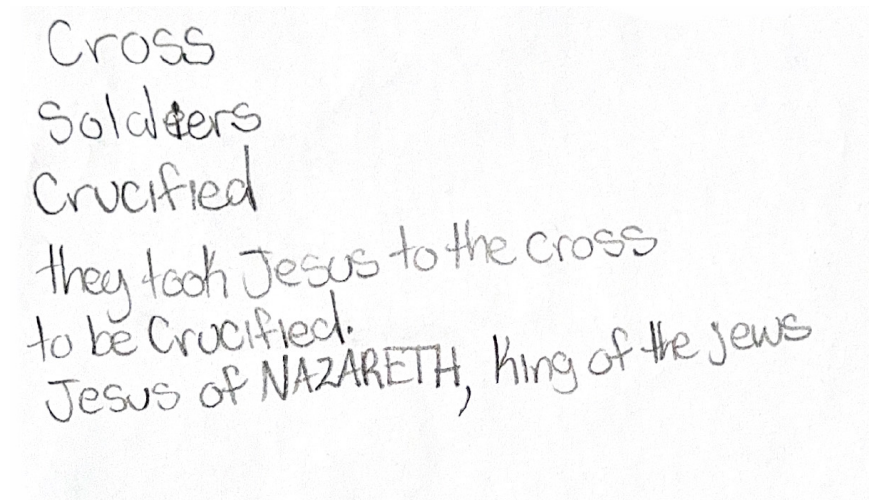 Cross
Soldiers
Crucified
they took Jesus to the cross
to be Crucified.
Jesus of NAZARETH, king of the jews